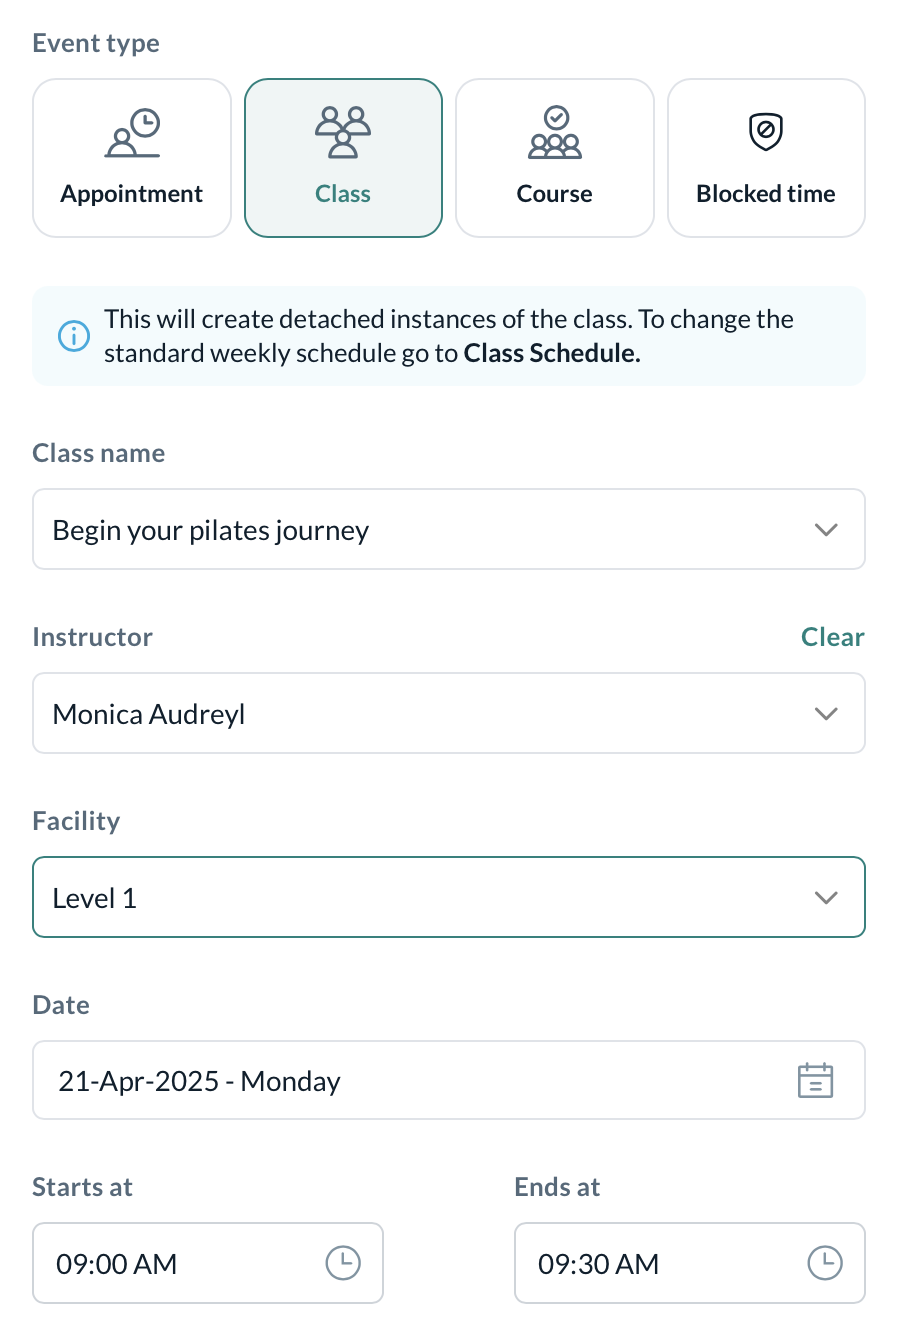 Event type
Appointment
Class
Course
Blocked time
This will create detached instances of the class. To change the
standard weekly schedule go to Class Schedule.
Class name
Begin your pilates journey
Instructor
Clear
Monica Audreyl
Facility
Level 1
Date
21-Apr-2025 - Monday
Starts at
Ends at
09:00 AM
09:30 AM